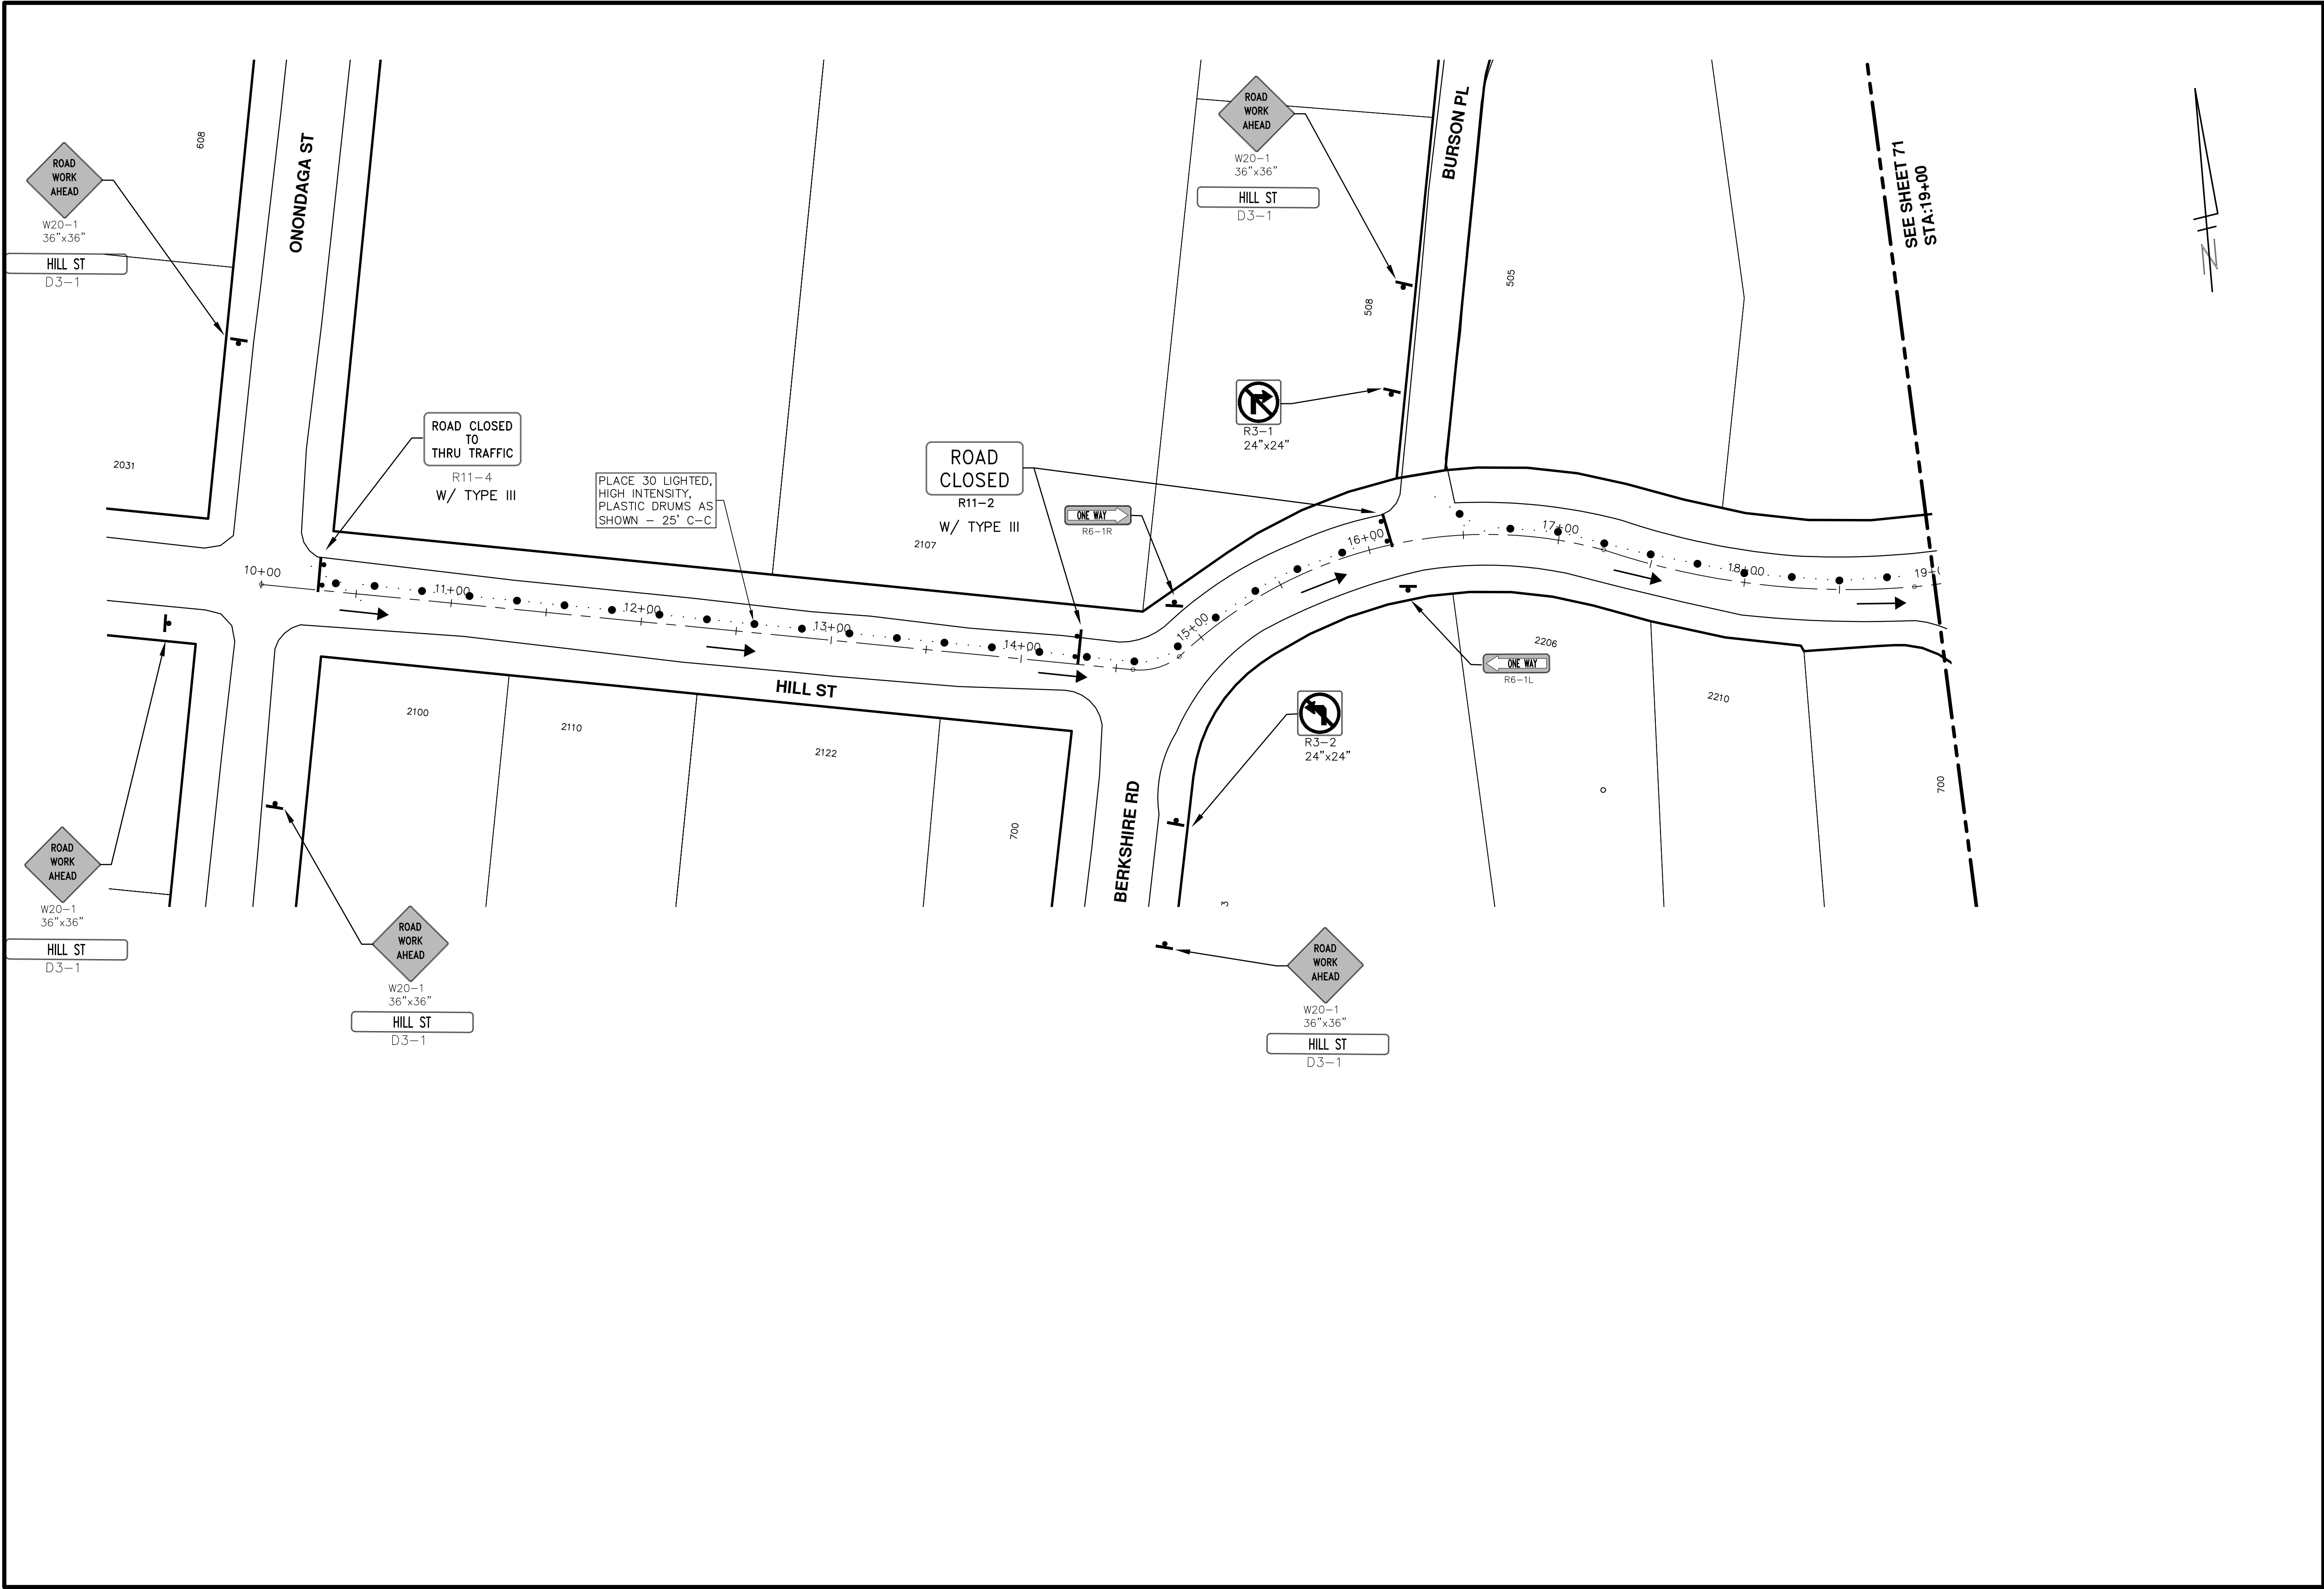 608
ONONDAGA ST
ROAD
WORK
AHEAD
W20-1
36"x36"
HILL ST
D3-1
2031
ROAD CLOSED
TO
THRU TRAFFIC
R11-4
W/ TYPE III
PLACE 30 LIGHTED,
HIGH INTENSITY,
PLASTIC DRUMS AS
SHOWN - 25' C-C
ROAD
CLOSED
R11-2
W/ TYPE III
2107
ONE WAY
R6-1R
ROAD
WORK
AHEAD
W20-1
36"x36"
HILL ST
D3-1
BURSON PL
508
505
R3-1
24"x24"
SEE SHEET 71
STA:19+00
N
10+00
11+00
12+00
13+00
14+00
15+00
16+00
17+00
18+00
HILL ST
2100
2110
2122
700
BERKSHIRE RD
R3-2
24"x24"
ONE WAY
R6-1L
2206
2210
700
3
ROAD
WORK
AHEAD
W20-1
36"x36"
HILL ST
D3-1
ROAD
WORK
AHEAD
W20-1
36"x36"
HILL ST
D3-1
ROAD
WORK
AHEAD
W20-1
36"x36"
HILL ST
D3-1